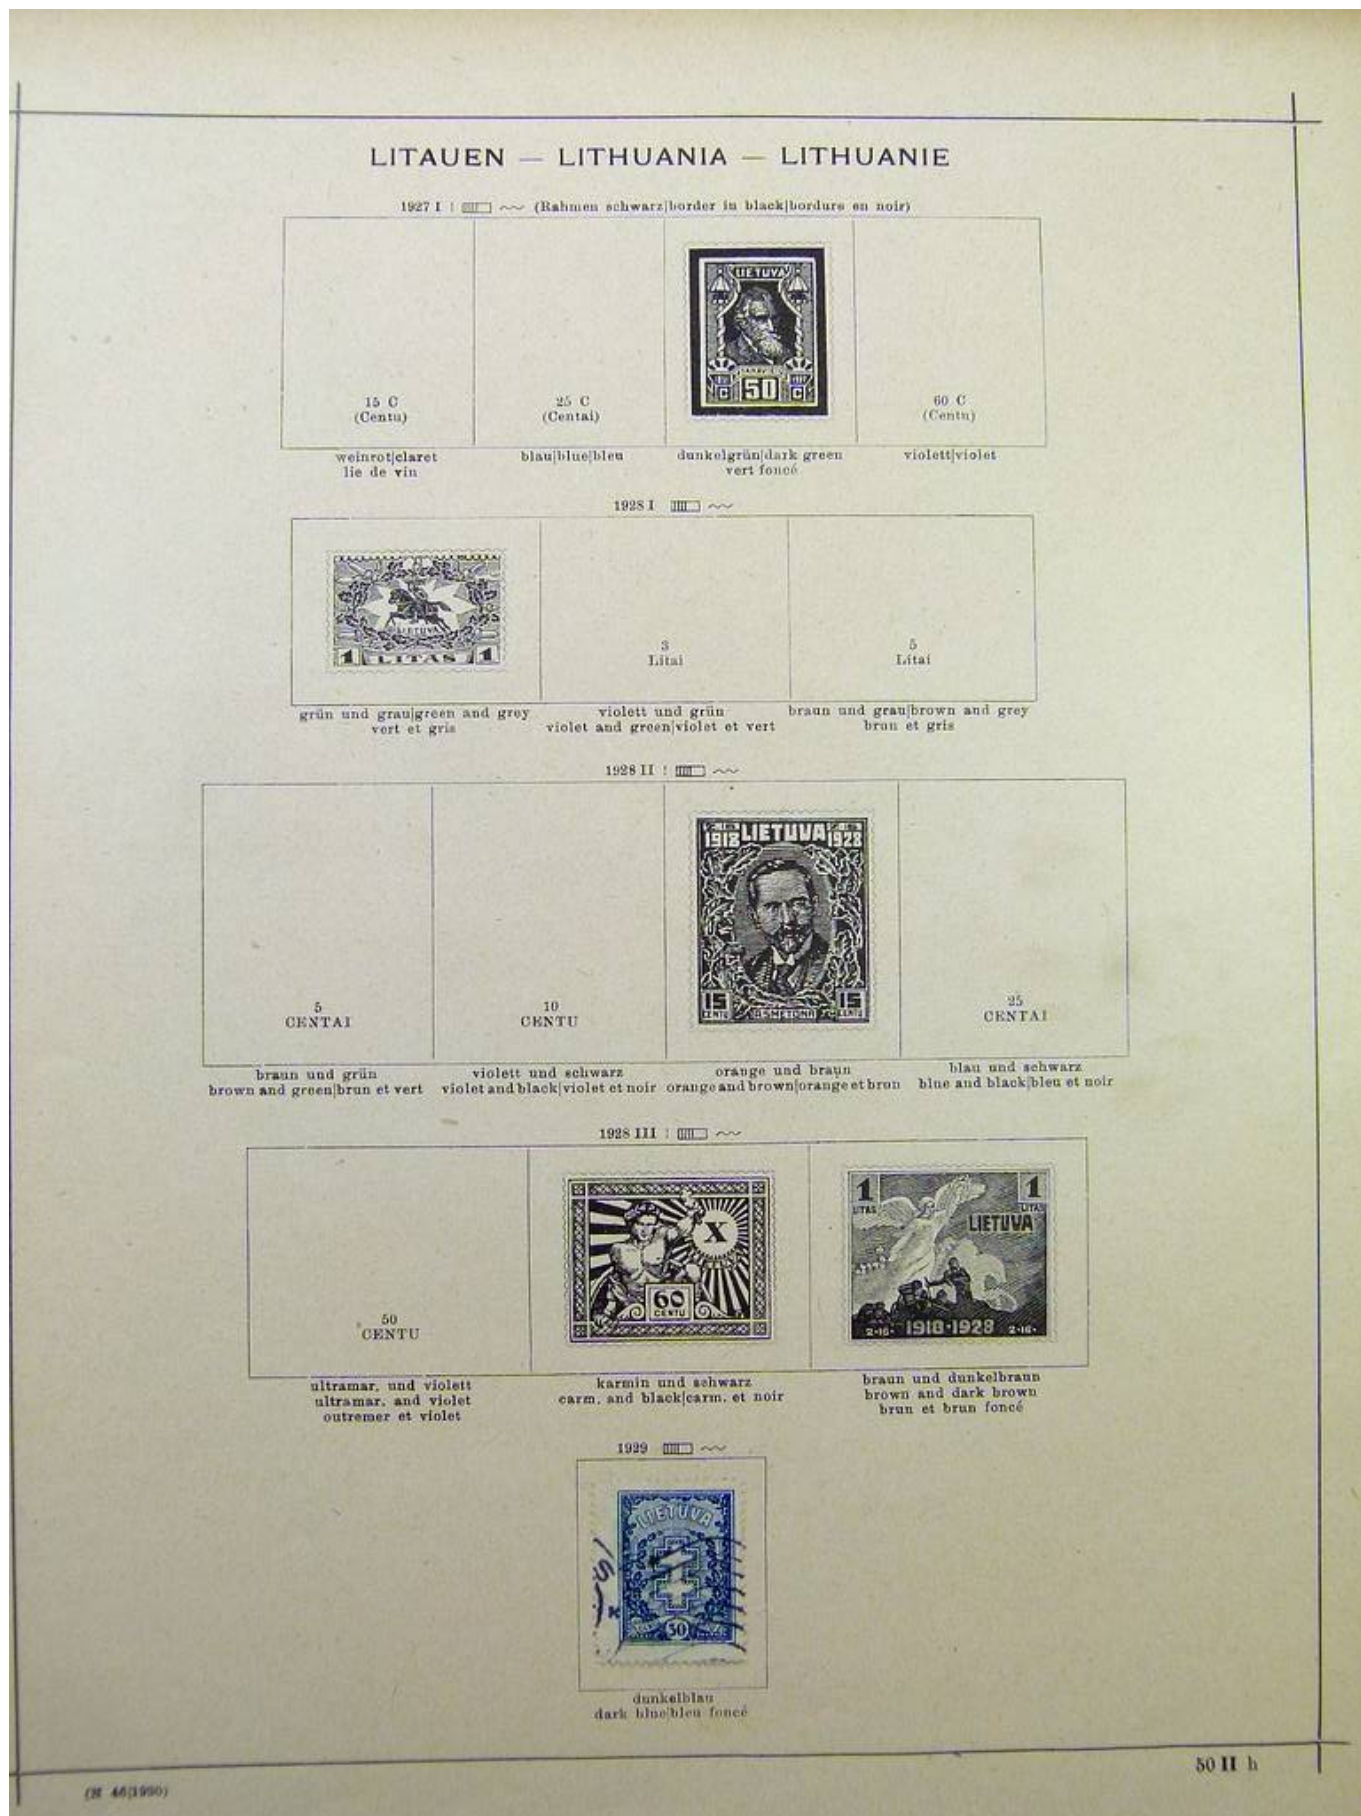 LITAUEN — LITHUANIA — LITHUANIE
1927 I ! (Rahmen schwarz|border in black|bordure en noir)
LIETUVA
C 50 C
15 C
(Centu)
25 C
(Centai)
60 C
(Centu)
weinrot|claret
lie de vin
blau|blue|bleu
dunkelgrün|dark green
vert foncé
violett|violet
1928 I
LIETUVA
1 LITAS 1
3
Litai
5
Litai
grün und grau|green and grey
vert et gris
violett und grün
violet and green|violet et vert
braun und grau|brown and grey
brun et gris
1928 II !
1918 LIETUVA 1928
15 15
CENTU A.SMETONA CENTU
5
CENTAI
10
CENTU
25
CENTAI
braun und grün
brown and green|brun et vert
violett und schwarz
violet and black|violet et noir
orange und braun
orange and brown|orange et brun
blau und schwarz
blue and black|bleu et noir
1928 III !
X
60
CENTU
1 1
LITAS LITAS
LIETUVA
2-16- 1918-1928 2-16-
50
CENTU
ultramar. und violett
ultramar. and violet
outremer et violet
karmin und schwarz
carm. and black|carm. et noir
braun und dunkelbraun
brown and dark brown
brun et brun foncé
1929
LIETUVA
30
dunkelblau
dark blue|bleu foncé
50 II h